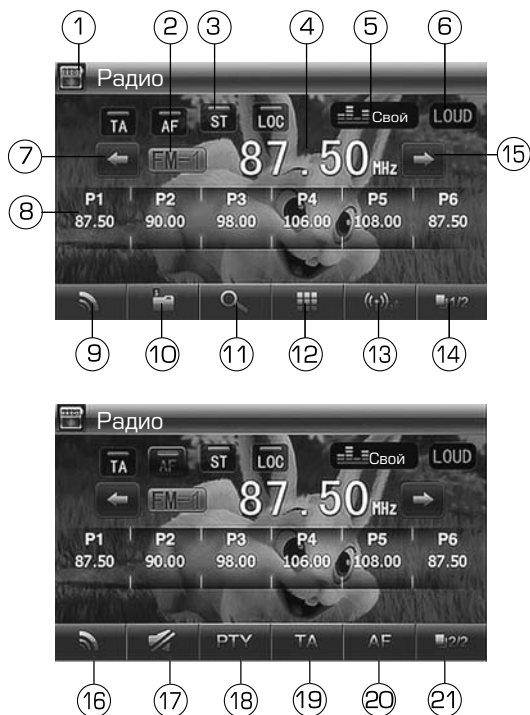 1 2 3 4 5 6
Радио
TA AF ST LOC Свой LOUD
7 FM-1 87.50 MHz 15
8 P1 P2 P3 P4 P5 P6
87.50 90.00 98.00 106.00 108.00 87.50
1/2
9 10 11 12 13 14
Радио
TA AF ST LOC Свой LOUD
FM-1 87.50 MHz
P1 P2 P3 P4 P5 P6
87.50 90.00 98.00 106.00 108.00 87.50
PTY TA AF 2/2
16 17 18 19 20 21